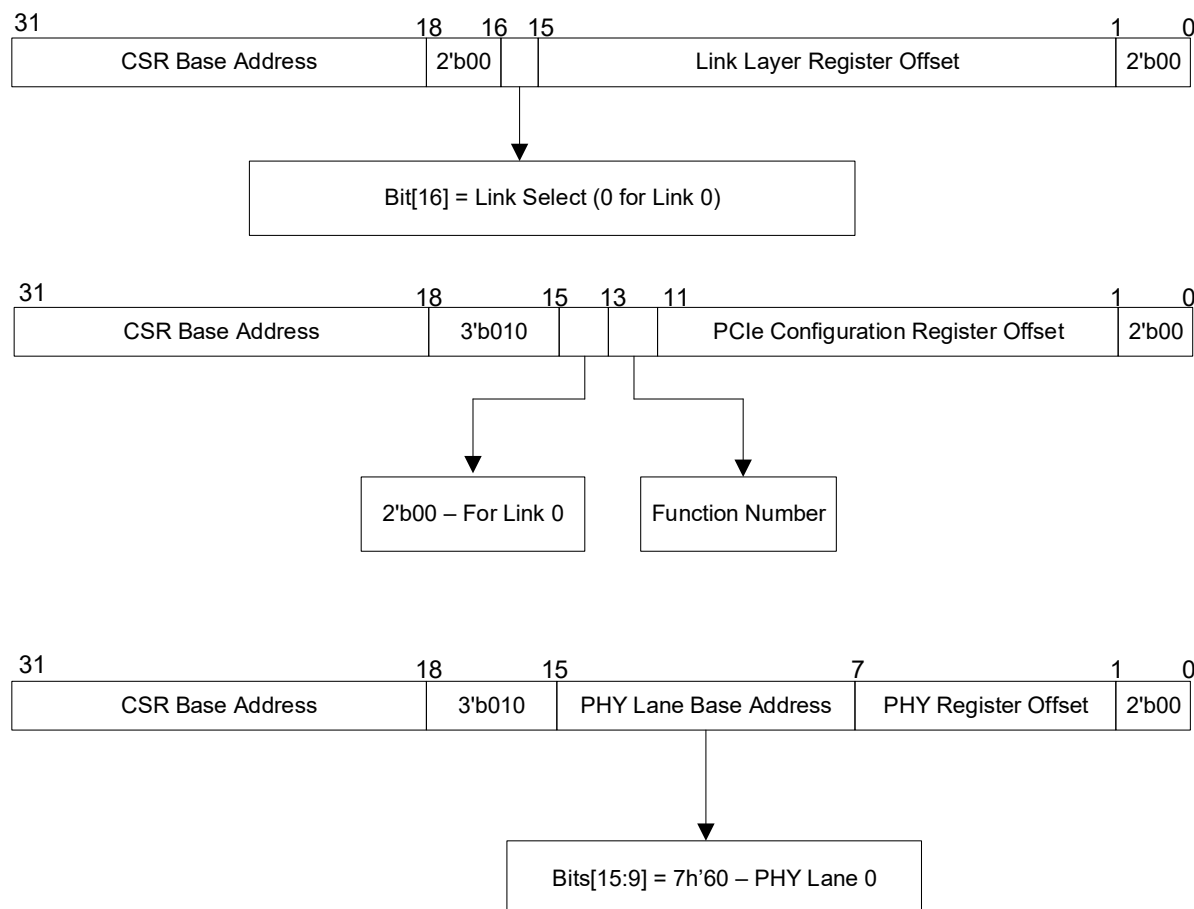 31 18 16 15 1 0
CSR Base Address 2'b00 Link Layer Register Offset 2'b00
Bit[16] = Link Select (0 for Link 0)
31 18 15 13 11 1 0
CSR Base Address 3'b010 PCIe Configuration Register Offset 2'b00
2'b00 – For Link 0 Function Number
31 18 15 7 1 0
CSR Base Address 3'b010 PHY Lane Base Address PHY Register Offset 2'b00
Bits[15:9] = 7h’60 – PHY Lane 0